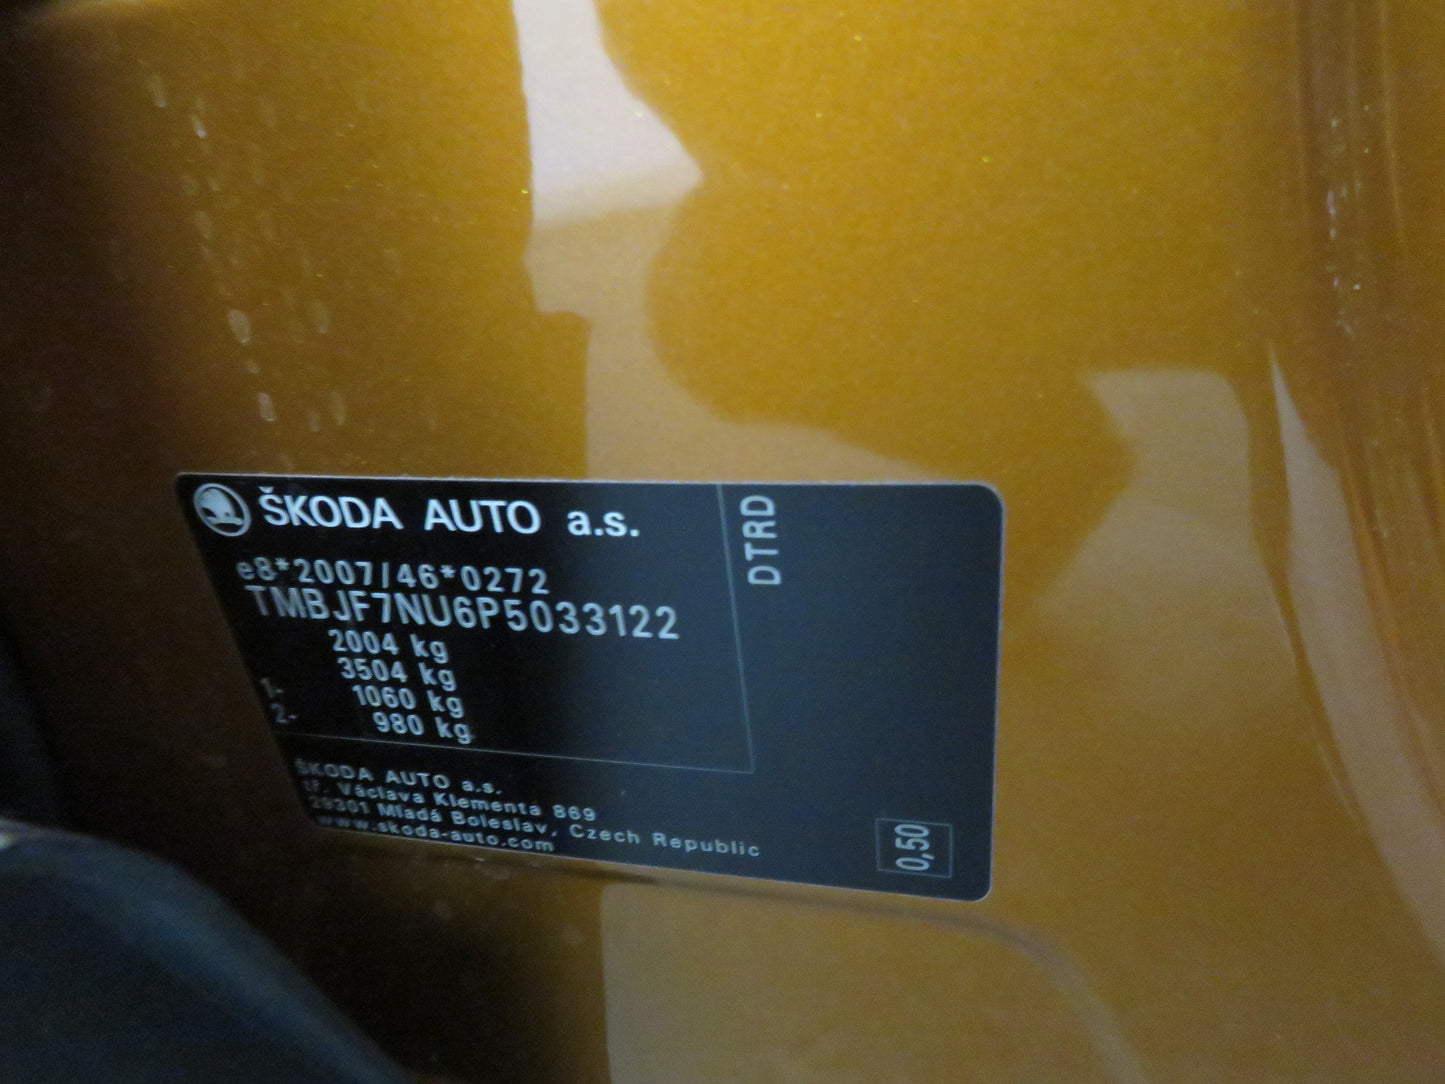 ŠKODA AUTO a.s.
e8*2007/46*0272
TMBJF7NU6P5033122
2004 kg
3504 kg
1- 1060 kg
2- 980 kg
ŠKODA AUTO a.s.
tř. Václava Klementa 869
29301 Mladá Boleslav, Czech Republic
www.skoda-auto.com
DTRD
0,50